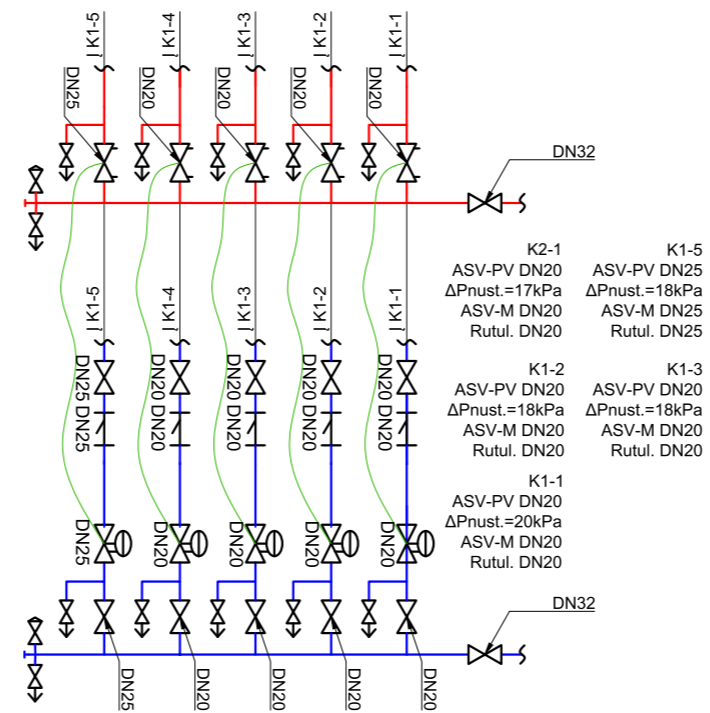 Į K1-5
Į K1-4
Į K1-3
Į K1-2
Į K1-1
DN25
DN20
DN20
DN20
DN20
DN32
Į K1-5
Į K1-4
Į K1-3
Į K1-2
Į K1-1
K2-1
ASV-PV DN20
ΔPnust.=17kPa
ASV-M DN20
Rutul. DN20
K1-5
ASV-PV DN25
ΔPnust.=18kPa
ASV-M DN25
Rutul. DN25
K1-2
ASV-PV DN20
ΔPnust.=18kPa
ASV-M DN20
Rutul. DN20
K1-3
ASV-PV DN20
ΔPnust.=18kPa
ASV-M DN20
Rutul. DN20
K1-1
ASV-PV DN20
ΔPnust.=20kPa
ASV-M DN20
Rutul. DN20
DN25 DN25
DN20 DN20
DN20 DN20
DN20 DN20
DN20 DN20
DN25
DN20
DN20
DN20
DN20
DN32
DN25
DN20
DN20
DN20
DN20